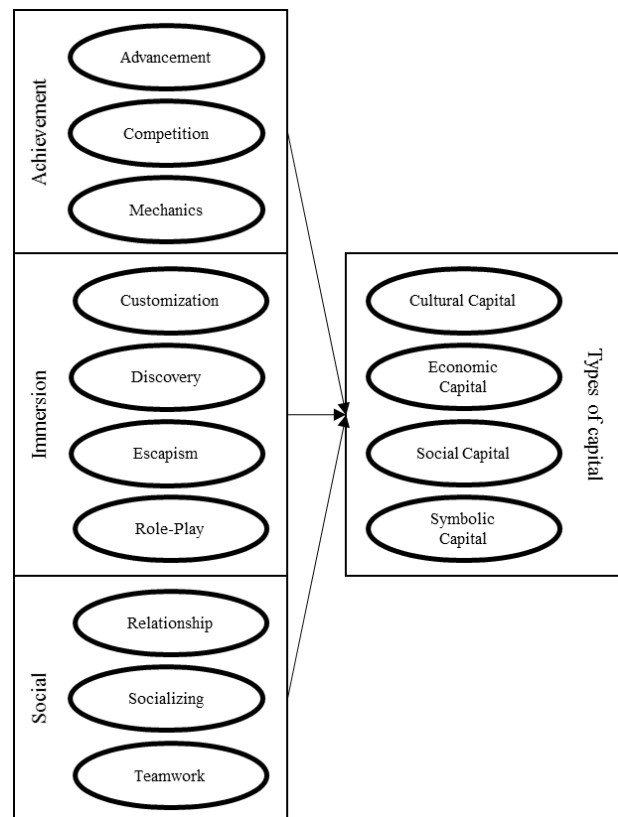 Achievement
Advancement
Competition
Mechanics
Immersion
Customization
Discovery
Escapism
Role-Play
Social
Relationship
Socializing
Teamwork
Cultural Capital
Economic
Capital
Social Capital
Symbolic
Capital
Types of capital